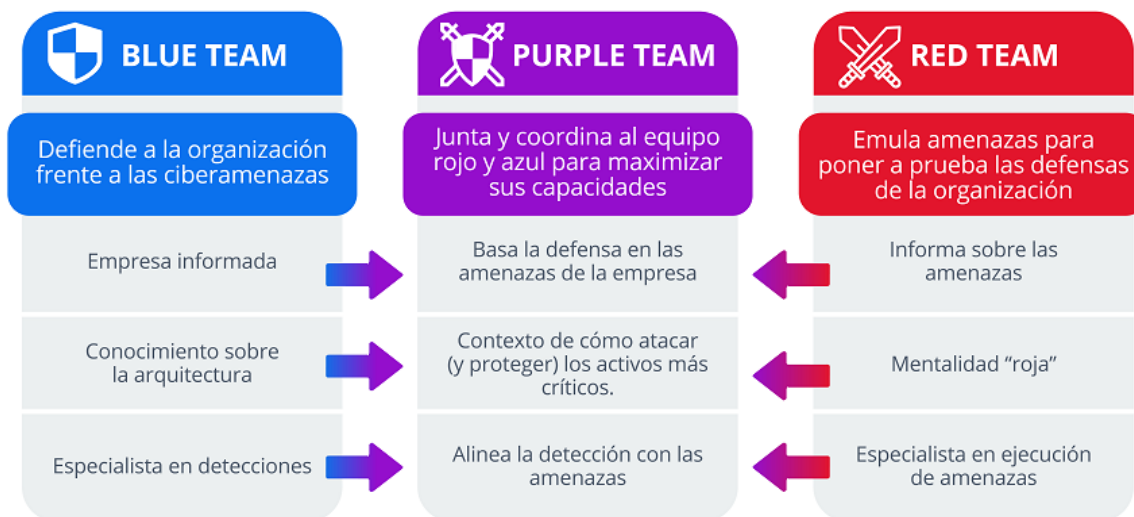 BLUE TEAM
Defiende a la organización
frente a las ciberamenazas
Empresa informada
Conocimiento sobre
la arquitectura
Especialista en detecciones
PURPLE TEAM
Junta y coordina al equipo
rojo y azul para maximizar
sus capacidades
Basa la defensa en las
amenazas de la empresa
Contexto de cómo atacar
(y proteger) los activos más
críticos.
Alinea la detección con las
amenazas
RED TEAM
Emula amenazas para
poner a prueba las defensas
de la organización
Informa sobre las
amenazas
Mentalidad “roja”
Especialista en ejecución
de amenazas